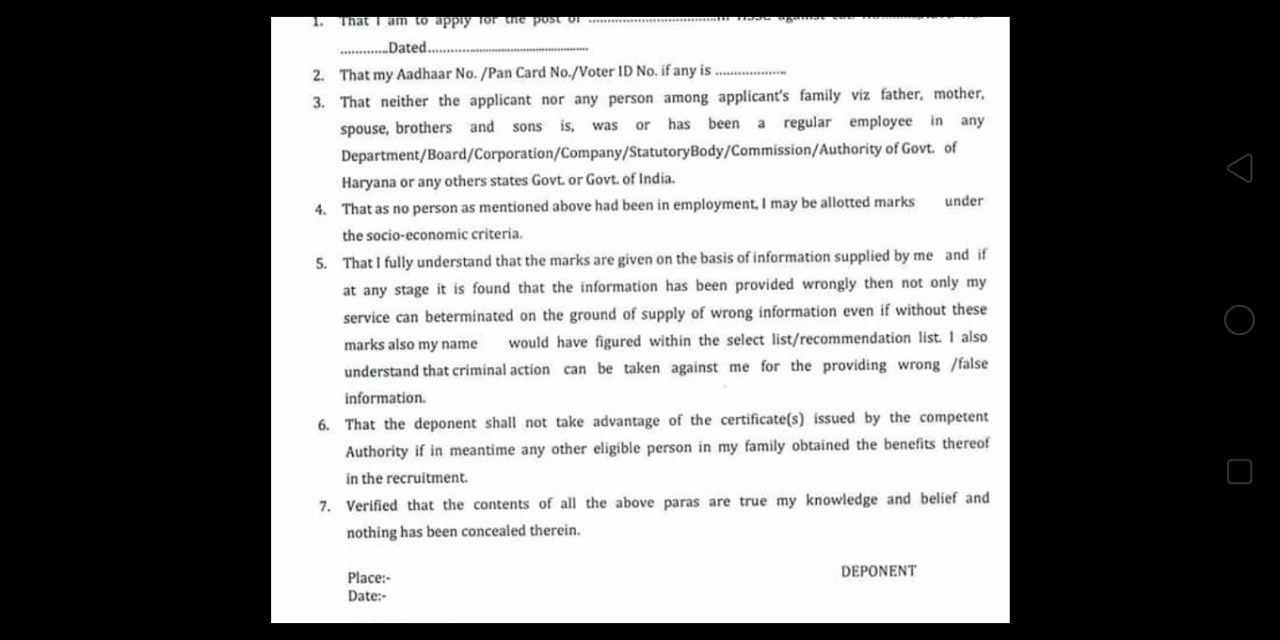 1. That I am to apply for the post of ........................................in HSSC against cat.
............Dated................................................
2. That my Aadhaar No. /Pan Card No./Voter ID No. if any is ..................
3. That neither the applicant nor any person among applicant's family viz father, mother,
spouse, brothers and sons is, was or has been a regular employee in any
Department/Board/Corporation/Company/StatutoryBody/Commission/Authority of Govt. of
Haryana or any others states Govt. or Govt. of India.
4. That as no person as mentioned above had been in employment, I may be allotted marks under
the socio-economic criteria.
5. That I fully understand that the marks are given on the basis of information supplied by me and if
at any stage it is found that the information has been provided wrongly then not only my
service can beterminated on the ground of supply of wrong information even if without these
marks also my name would have figured within the select list/recommendation list. I also
understand that criminal action can be taken against me for the providing wrong /false
information.
6. That the deponent shall not take advantage of the certificate(s) issued by the competent
Authority if in meantime any other eligible person in my family obtained the benefits thereof
in the recruitment.
7. Verified that the contents of all the above paras are true my knowledge and belief and
nothing has been concealed therein.
Place:-
DEPONENT
Date:-